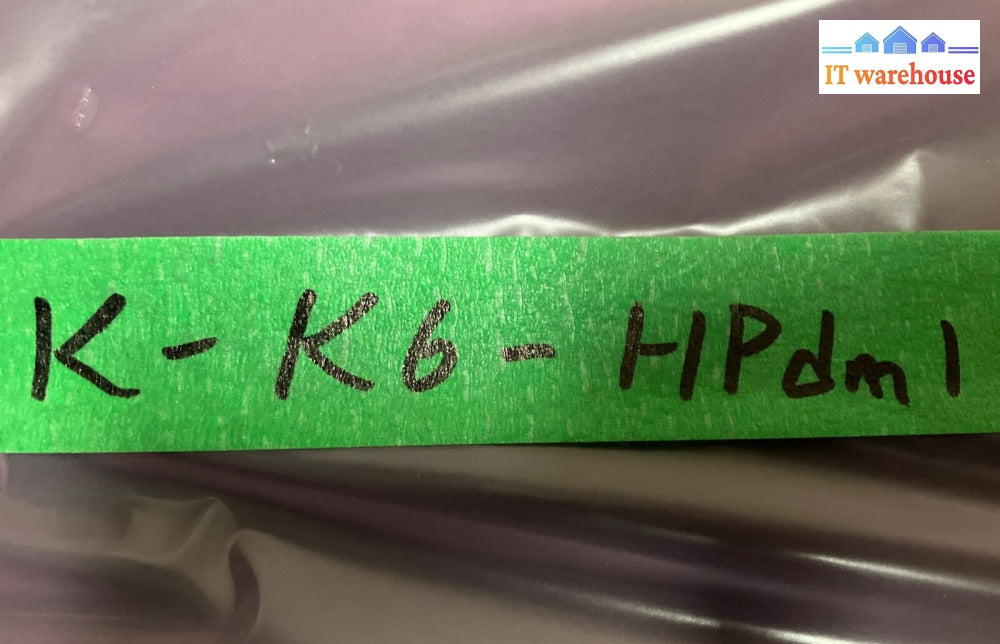 IT warehouse
K - K6 - HPdm1